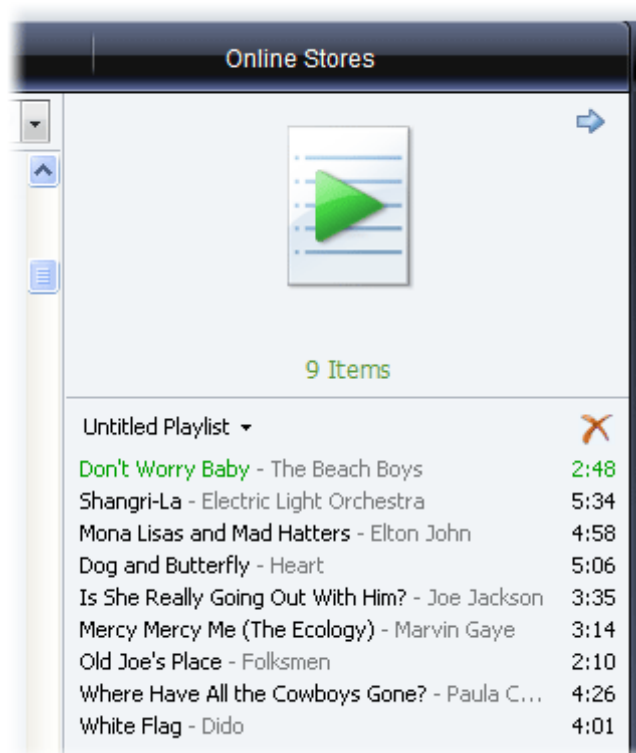 Online Stores
9 Items
Untitled Playlist
Don't Worry Baby - The Beach Boys 2:48
Shangri-La - Electric Light Orchestra 5:34
Mona Lisas and Mad Hatters - Elton John 4:58
Dog and Butterfly - Heart 5:06
Is She Really Going Out With Him? - Joe Jackson 3:35
Mercy Mercy Me (The Ecology) - Marvin Gaye 3:14
Old Joe's Place - Folksmen 2:10
Where Have All the Cowboys Gone? - Paula C... 4:26
White Flag - Dido 4:01